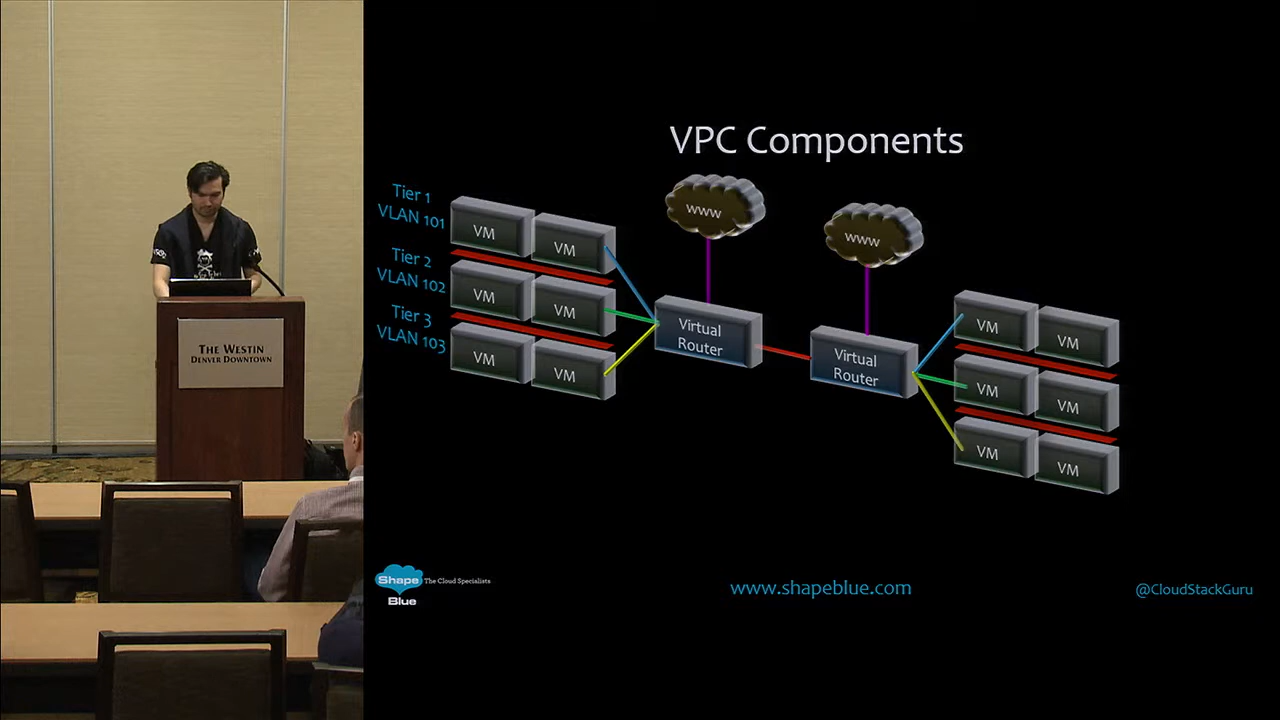 THE WESTIN
DENVER DOWNTOWN
VPC Components
Tier 1
VLAN 101
Tier 2
VLAN 102
Tier 3
VLAN 103
VM
VM
VM
VM
VM
VM
www
www
Virtual
Router
Virtual
Router
VM
VM
VM
VM
VM
VM
Shape
Blue
The Cloud Specialists
www.shapeblue.com
@CloudStackGuru